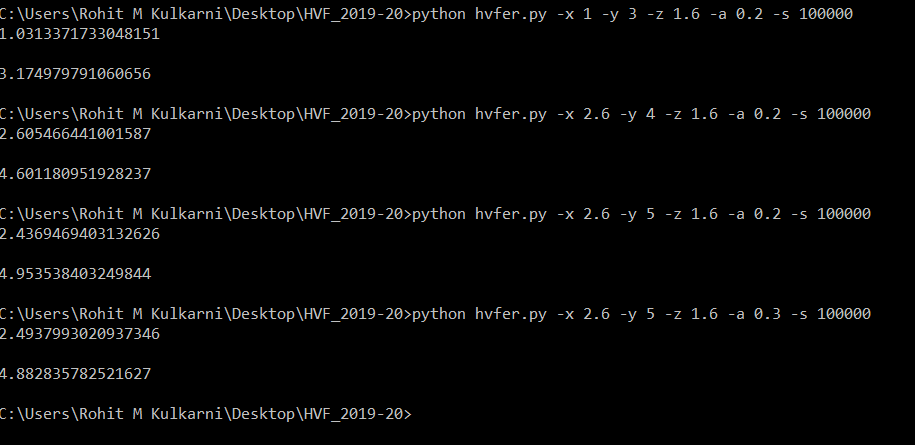 C:\Users\Rohit M Kulkarni\Desktop\HVF_2019-20>python hvfer.py -x 1 -y 3 -z 1.6 -a 0.2 -s 100000
1.0313371733048151
3.174979791060656
C:\Users\Rohit M Kulkarni\Desktop\HVF_2019-20>python hvfer.py -x 2.6 -y 4 -z 1.6 -a 0.2 -s 100000
2.605466441001587
4.601180951928237
C:\Users\Rohit M Kulkarni\Desktop\HVF_2019-20>python hvfer.py -x 2.6 -y 5 -z 1.6 -a 0.2 -s 100000
2.4369469403132626
4.953538403249844
C:\Users\Rohit M Kulkarni\Desktop\HVF_2019-20>python hvfer.py -x 2.6 -y 5 -z 1.6 -a 0.3 -s 100000
2.4937993020937346
4.882835782521627
C:\Users\Rohit M Kulkarni\Desktop\HVF_2019-20>